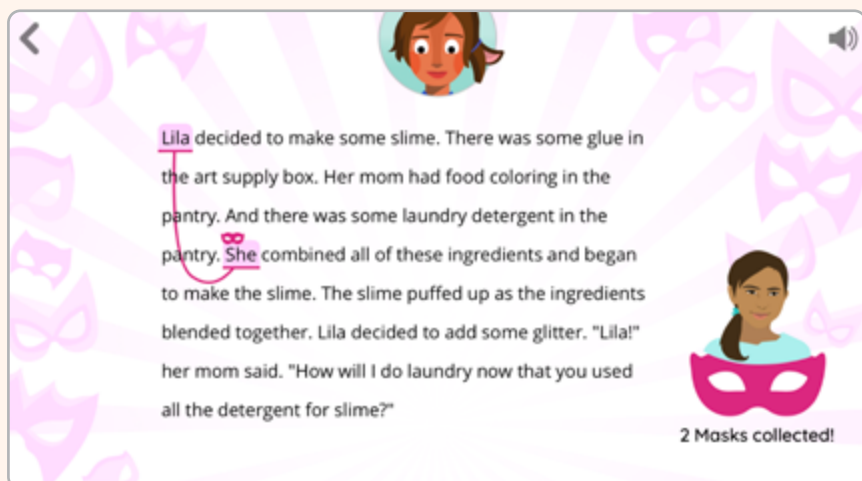 Lila decided to make some slime. There was some glue in
the art supply box. Her mom had food coloring in the
pantry. And there was some laundry detergent in the
pantry. She combined all of these ingredients and began
to make the slime. The slime puffed up as the ingredients
blended together. Lila decided to add some glitter. "Lila!"
her mom said. "How will I do laundry now that you used
all the detergent for slime?"
2 Masks collected!